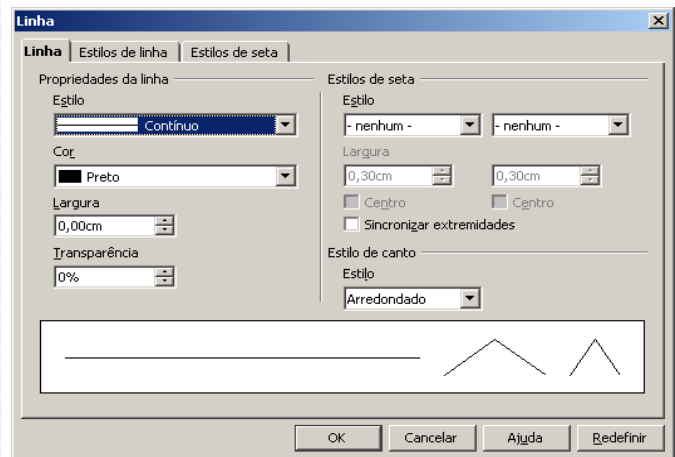 Linha
Linha Estilos de linha Estilos de seta
Propriedades da linha
Estilo
Contínuo
Cor
Preto
Largura
0,00cm
Transparência
0%
Estilos de seta
Estilo
- nenhum - - nenhum -
Largura
0,30cm 0,30cm
Centro Centro
Sincronizar extremidades
Estilo de canto
Estilo
Arredondado
OK Cancelar Ajuda Redefinir